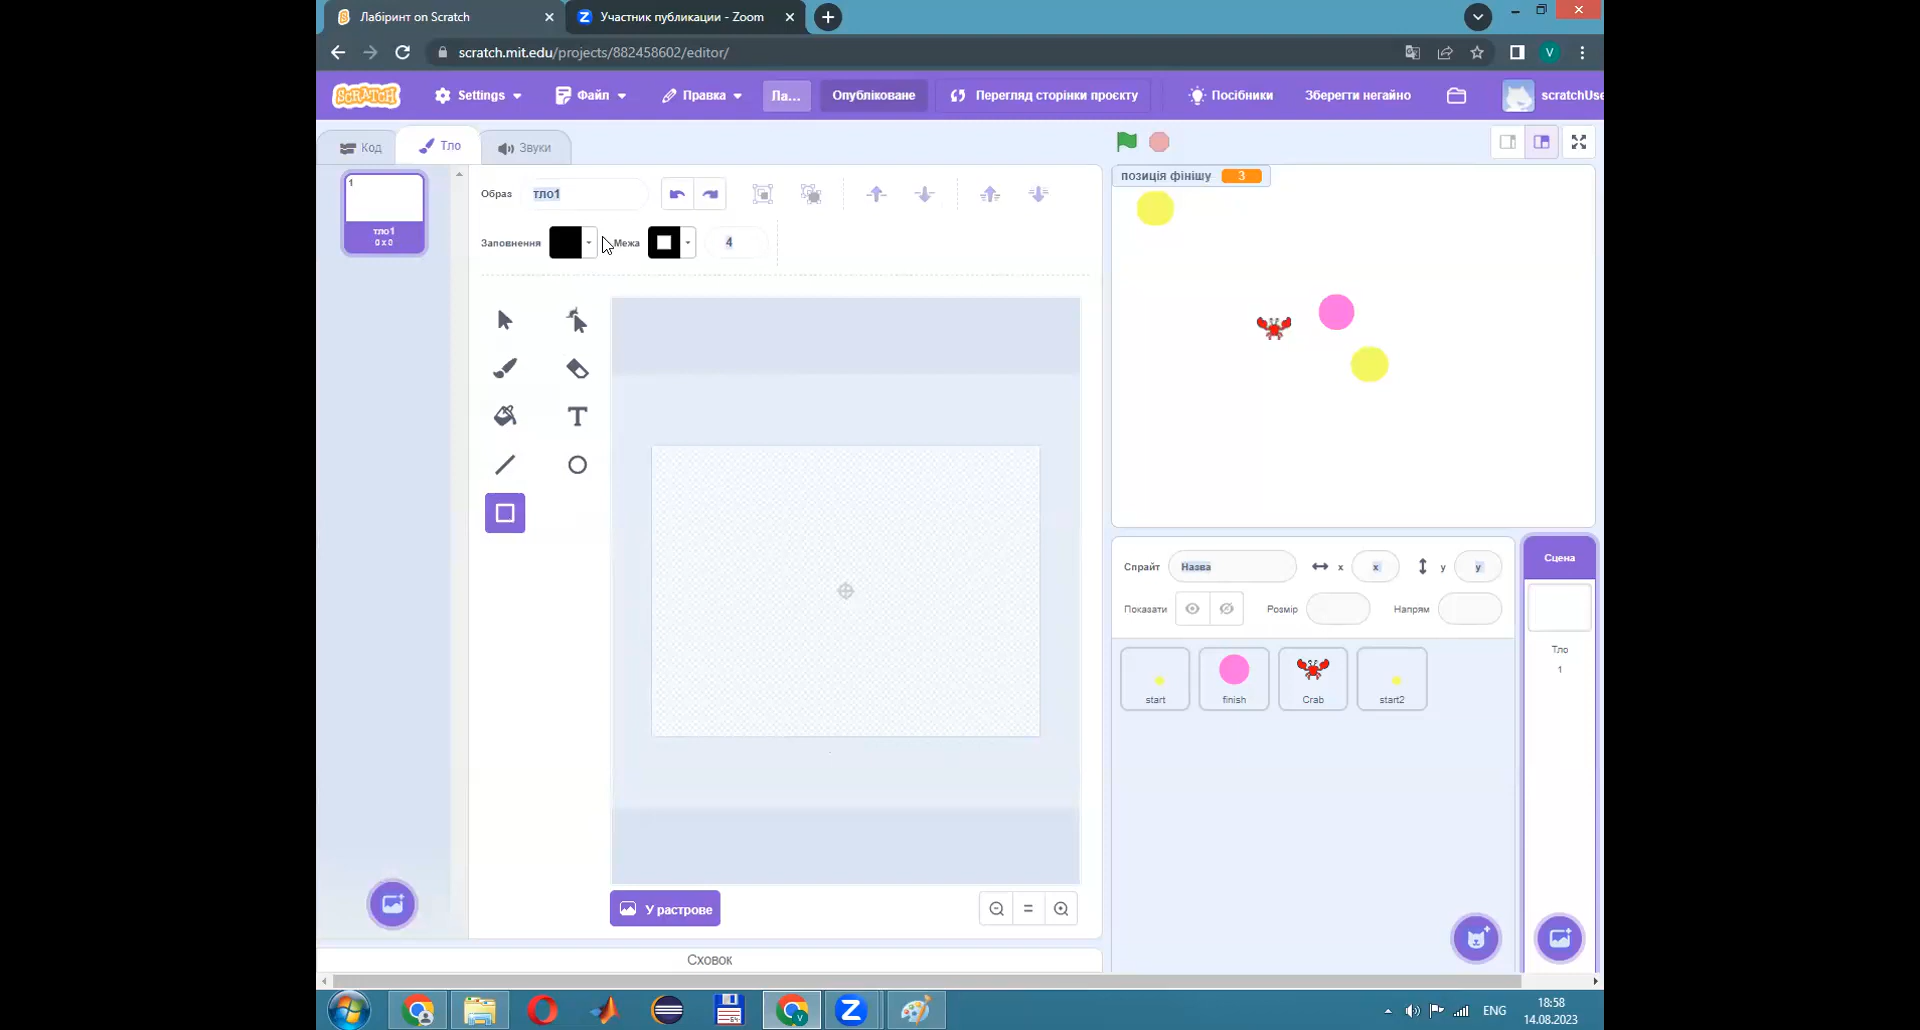 Лабіринт on Scratch
Участник публикации - Zoom
scratch.mit.edu/projects/882458602/editor/
V
SCRATCH
Settings
Файл
Правка
Ла...
Опубліковане
Перегляд сторінки проєкту
Посібники
Зберегти негайно
scratchUse
Код
Тло
Звуки
1
тло1
0 x 0
Образ
тло1
Заповнення
Межа
4
T
У растрове
=
Сховок
позиція фінішу
3
Спрайт
Назва
x
x
y
y
Показати
Розмір
Напрям
start
finish
Crab
start2
Сцена
Тло
1
64
V
Z
ENG
18:58
14.08.2023